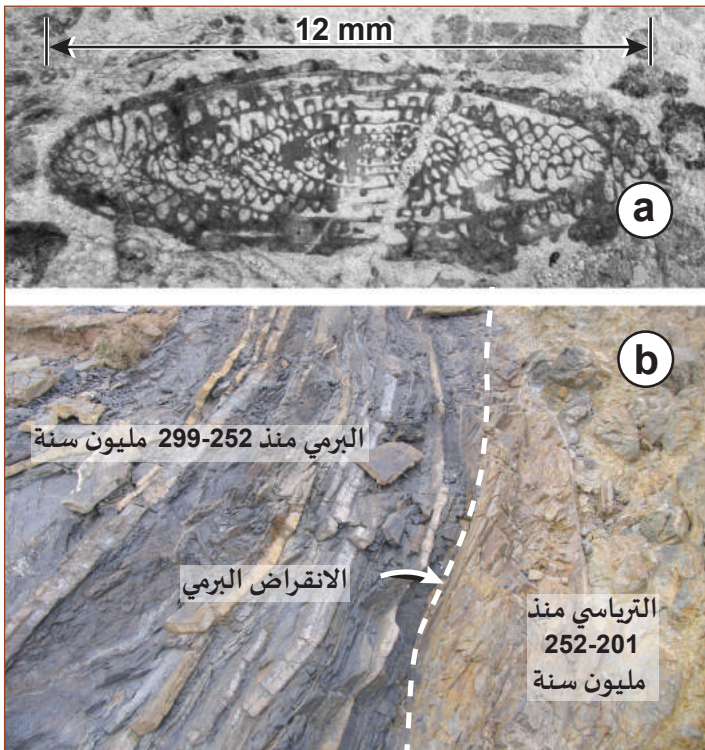 12 mm
a
b
البرمي منذ 252-299 مليون سنة
الانقراض البرمي
الترياسي منذ
252-201
مليون سنة